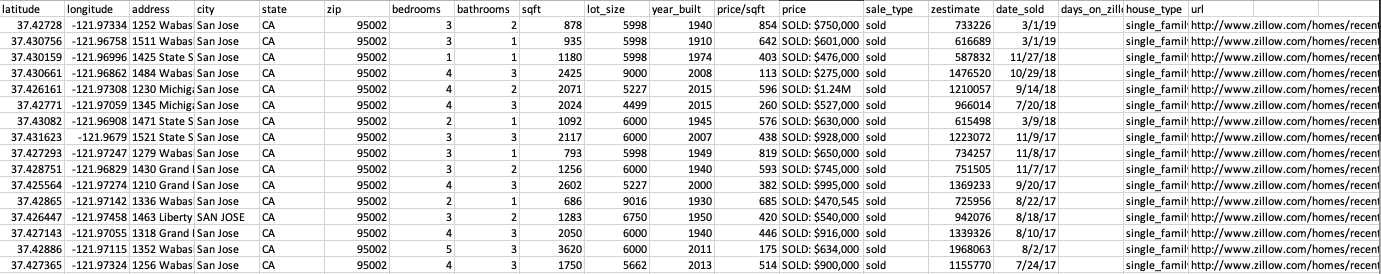 latitude longitude address city state zip bedrooms bathrooms sqft lot_size year_built price/sqft price sale_type zestimate date_sold days_on_zillo house_type url
37.42728 -121.97334 1252 Wabas San Jose CA 95002 3 2 878 5998 1940 854 SOLD: $750,000 sold 733226 3/1/19 single_famil http://www.zillow.com/homes/recent
37.430756 -121.96758 1511 Wabas San Jose CA 95002 3 1 935 5998 1910 642 SOLD: $601,000 sold 616689 3/1/19 single_famil http://www.zillow.com/homes/recent
37.430159 -121.96996 1425 State S San Jose CA 95002 1 1 1180 5998 1974 403 SOLD: $476,000 sold 587832 11/27/18 single_famil http://www.zillow.com/homes/recent
37.430661 -121.96862 1484 Wabas San Jose CA 95002 4 3 2425 9000 2008 113 SOLD: $275,000 sold 1476520 10/29/18 single_famil http://www.zillow.com/homes/recent
37.426161 -121.97308 1230 Michiga San Jose CA 95002 4 2 2071 5227 2015 596 SOLD: $1.24M sold 1210057 9/14/18 single_famil http://www.zillow.com/homes/recent
37.42771 -121.97059 1345 Michiga San Jose CA 95002 4 3 2024 4499 2015 260 SOLD: $527,000 sold 966014 7/20/18 single_famil http://www.zillow.com/homes/recent
37.43082 -121.96908 1471 State S San Jose CA 95002 2 1 1092 6000 1945 576 SOLD: $630,000 sold 615498 3/9/18 single_famil http://www.zillow.com/homes/recent
37.431623 -121.9679 1521 State S San Jose CA 95002 3 3 2117 6000 2007 438 SOLD: $928,000 sold 1223072 11/9/17 single_famil http://www.zillow.com/homes/recent
37.427293 -121.97247 1279 Wabas San Jose CA 95002 3 1 793 5998 1949 819 SOLD: $650,000 sold 734257 11/8/17 single_famil http://www.zillow.com/homes/recent
37.428751 -121.96829 1430 Grand San Jose CA 95002 3 2 1256 6000 1940 593 SOLD: $745,000 sold 751505 11/7/17 single_famil http://www.zillow.com/homes/recent
37.425564 -121.97274 1210 Grand San Jose CA 95002 4 3 2602 5227 2000 382 SOLD: $995,000 sold 1369233 9/20/17 single_famil http://www.zillow.com/homes/recent
37.42865 -121.97142 1336 Wabas San Jose CA 95002 2 1 686 9016 1930 685 SOLD: $470,545 sold 725956 8/22/17 single_famil http://www.zillow.com/homes/recent
37.426447 -121.97458 1463 Liberty SAN JOSE CA 95002 3 2 1283 6750 1950 420 SOLD: $540,000 sold 942076 8/18/17 single_famil http://www.zillow.com/homes/recent
37.427143 -121.97055 1318 Grand San Jose CA 95002 4 3 2050 6000 1940 446 SOLD: $916,000 sold 1339326 8/10/17 single_famil http://www.zillow.com/homes/recent
37.42886 -121.97115 1352 Wabas San Jose CA 95002 5 3 3620 6000 2011 175 SOLD: $634,000 sold 1968063 8/2/17 single_famil http://www.zillow.com/homes/recent
37.427365 -121.97324 1256 Wabas San Jose CA 95002 4 3 1750 5662 2013 514 SOLD: $900,000 sold 1155770 7/24/17 single_famil http://www.zillow.com/homes/recent